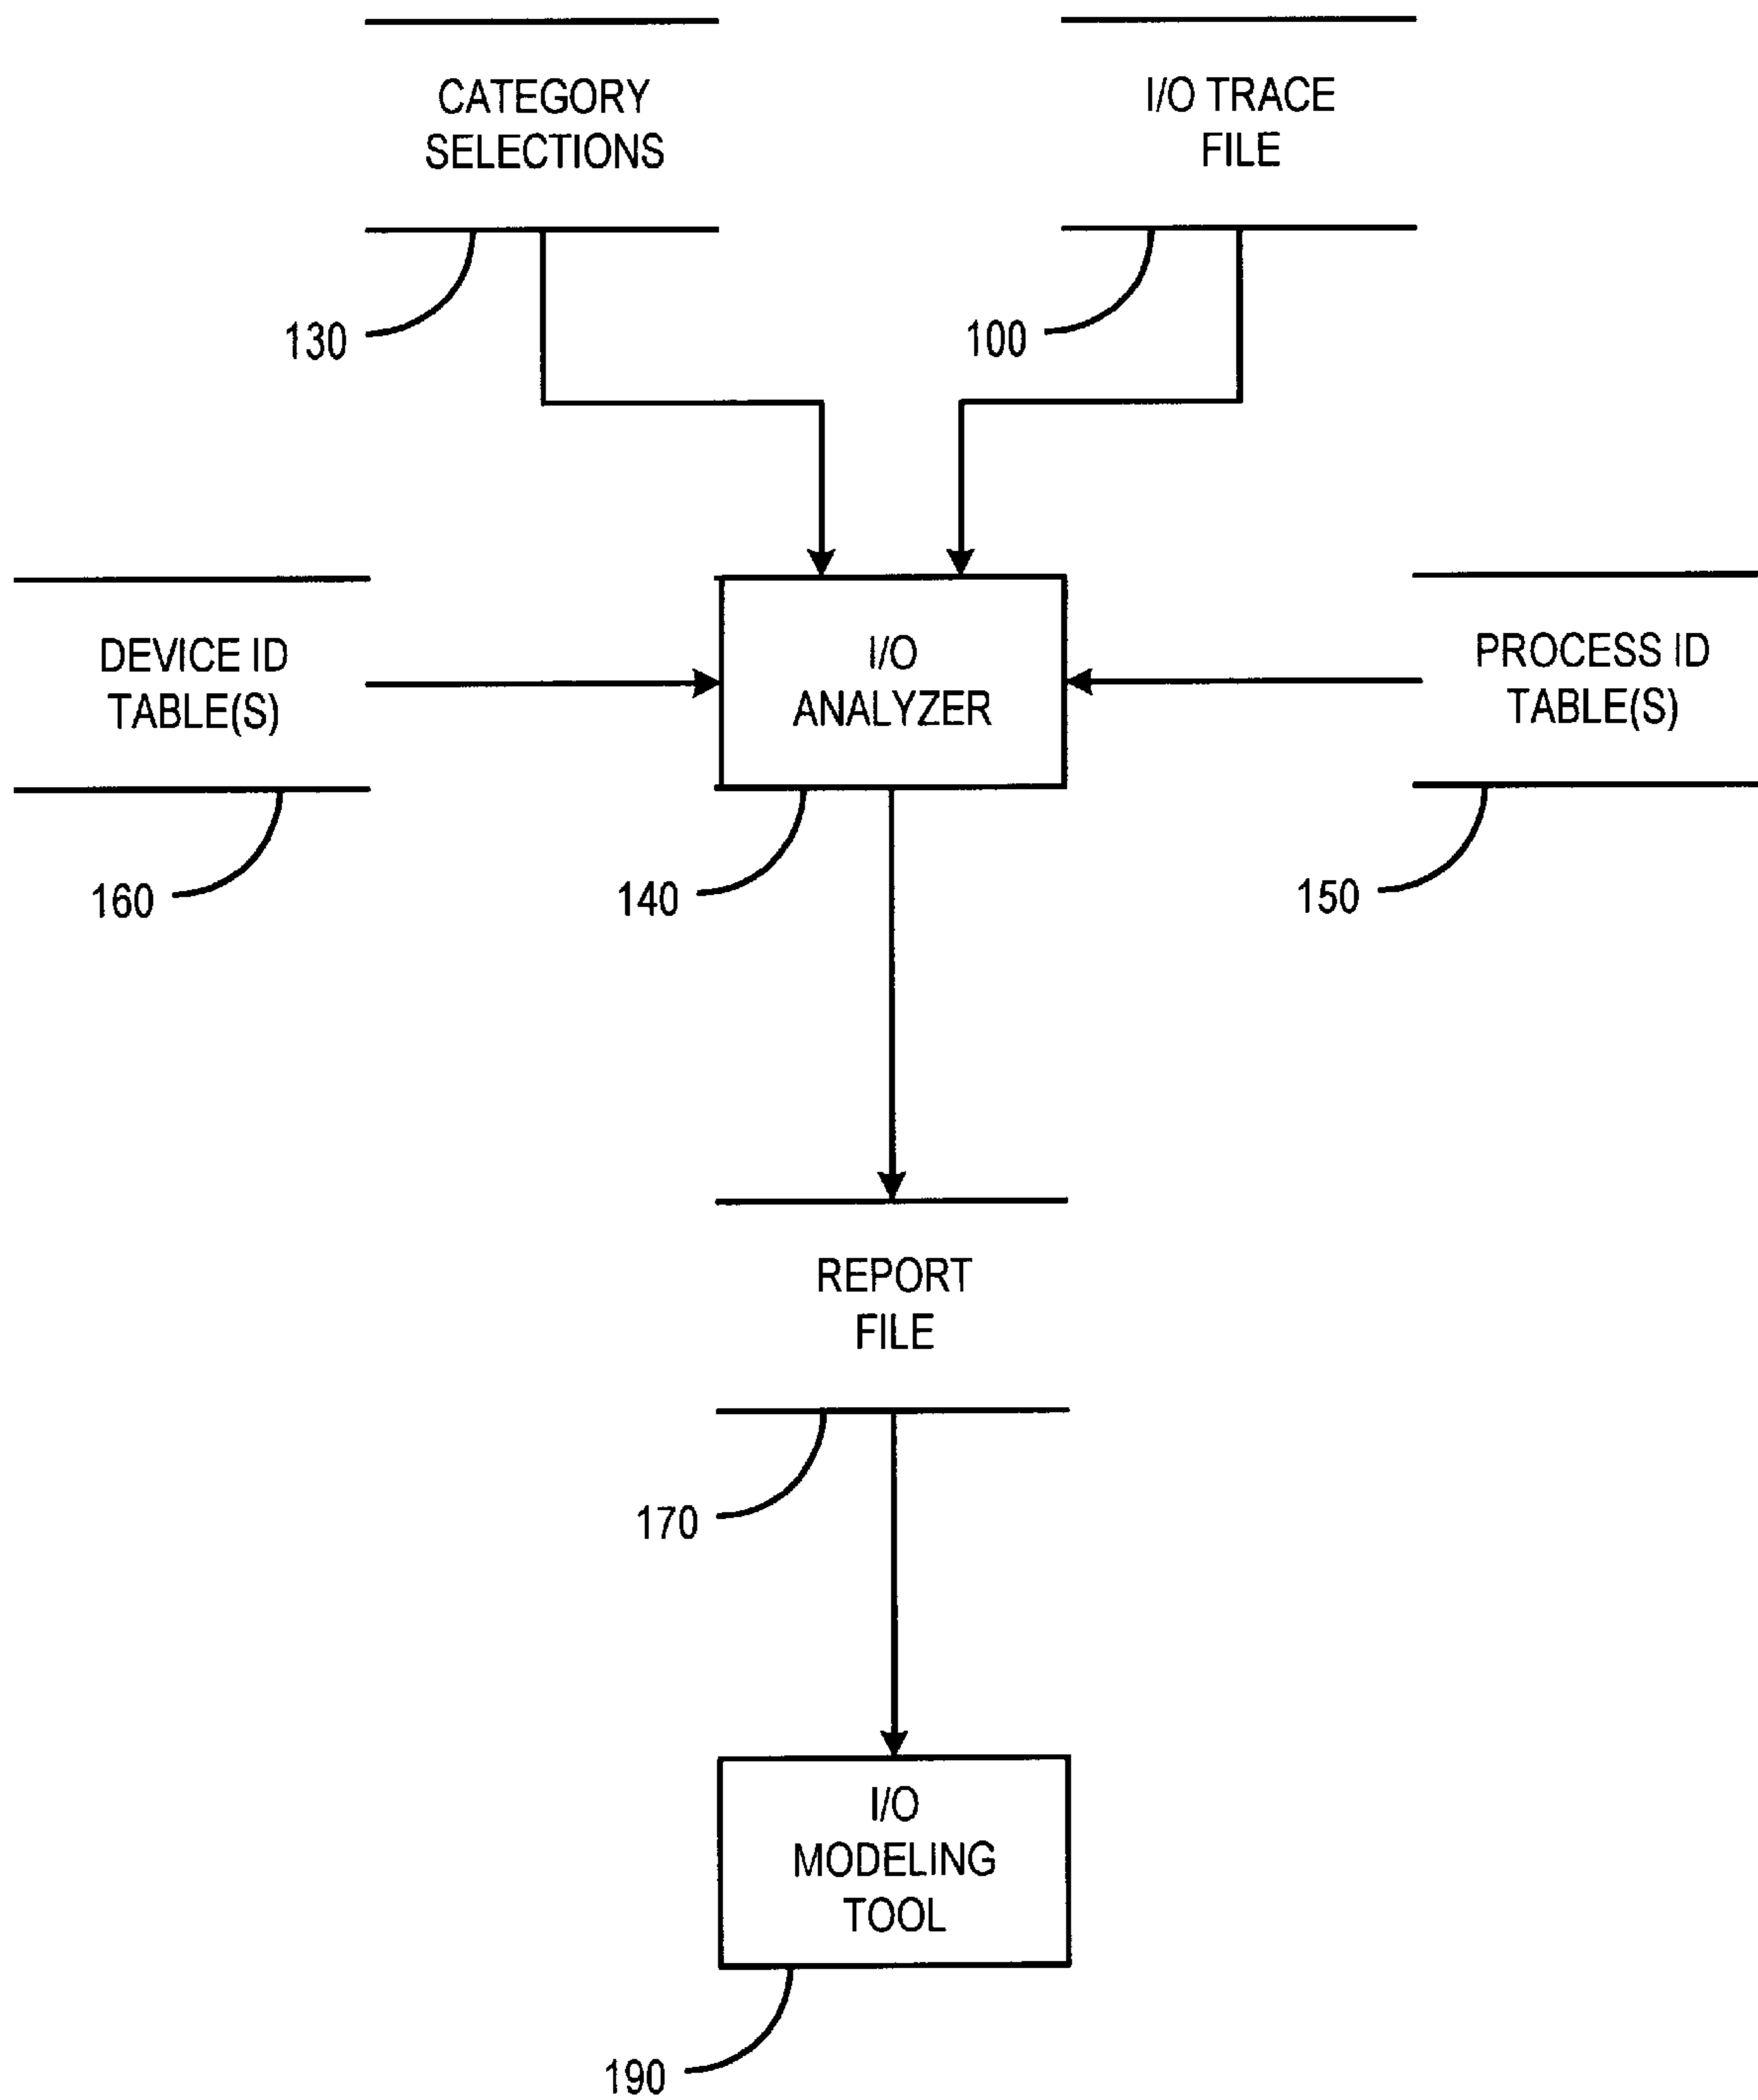 CATEGORY
SELECTIONS
I/O TRACE
FILE
130
100
DEVICE ID
TABLE(S)
I/O
ANALYZER
PROCESS ID
TABLE(S)
160
140
150
REPORT
FILE
170
I/O
MODELING
TOOL
190